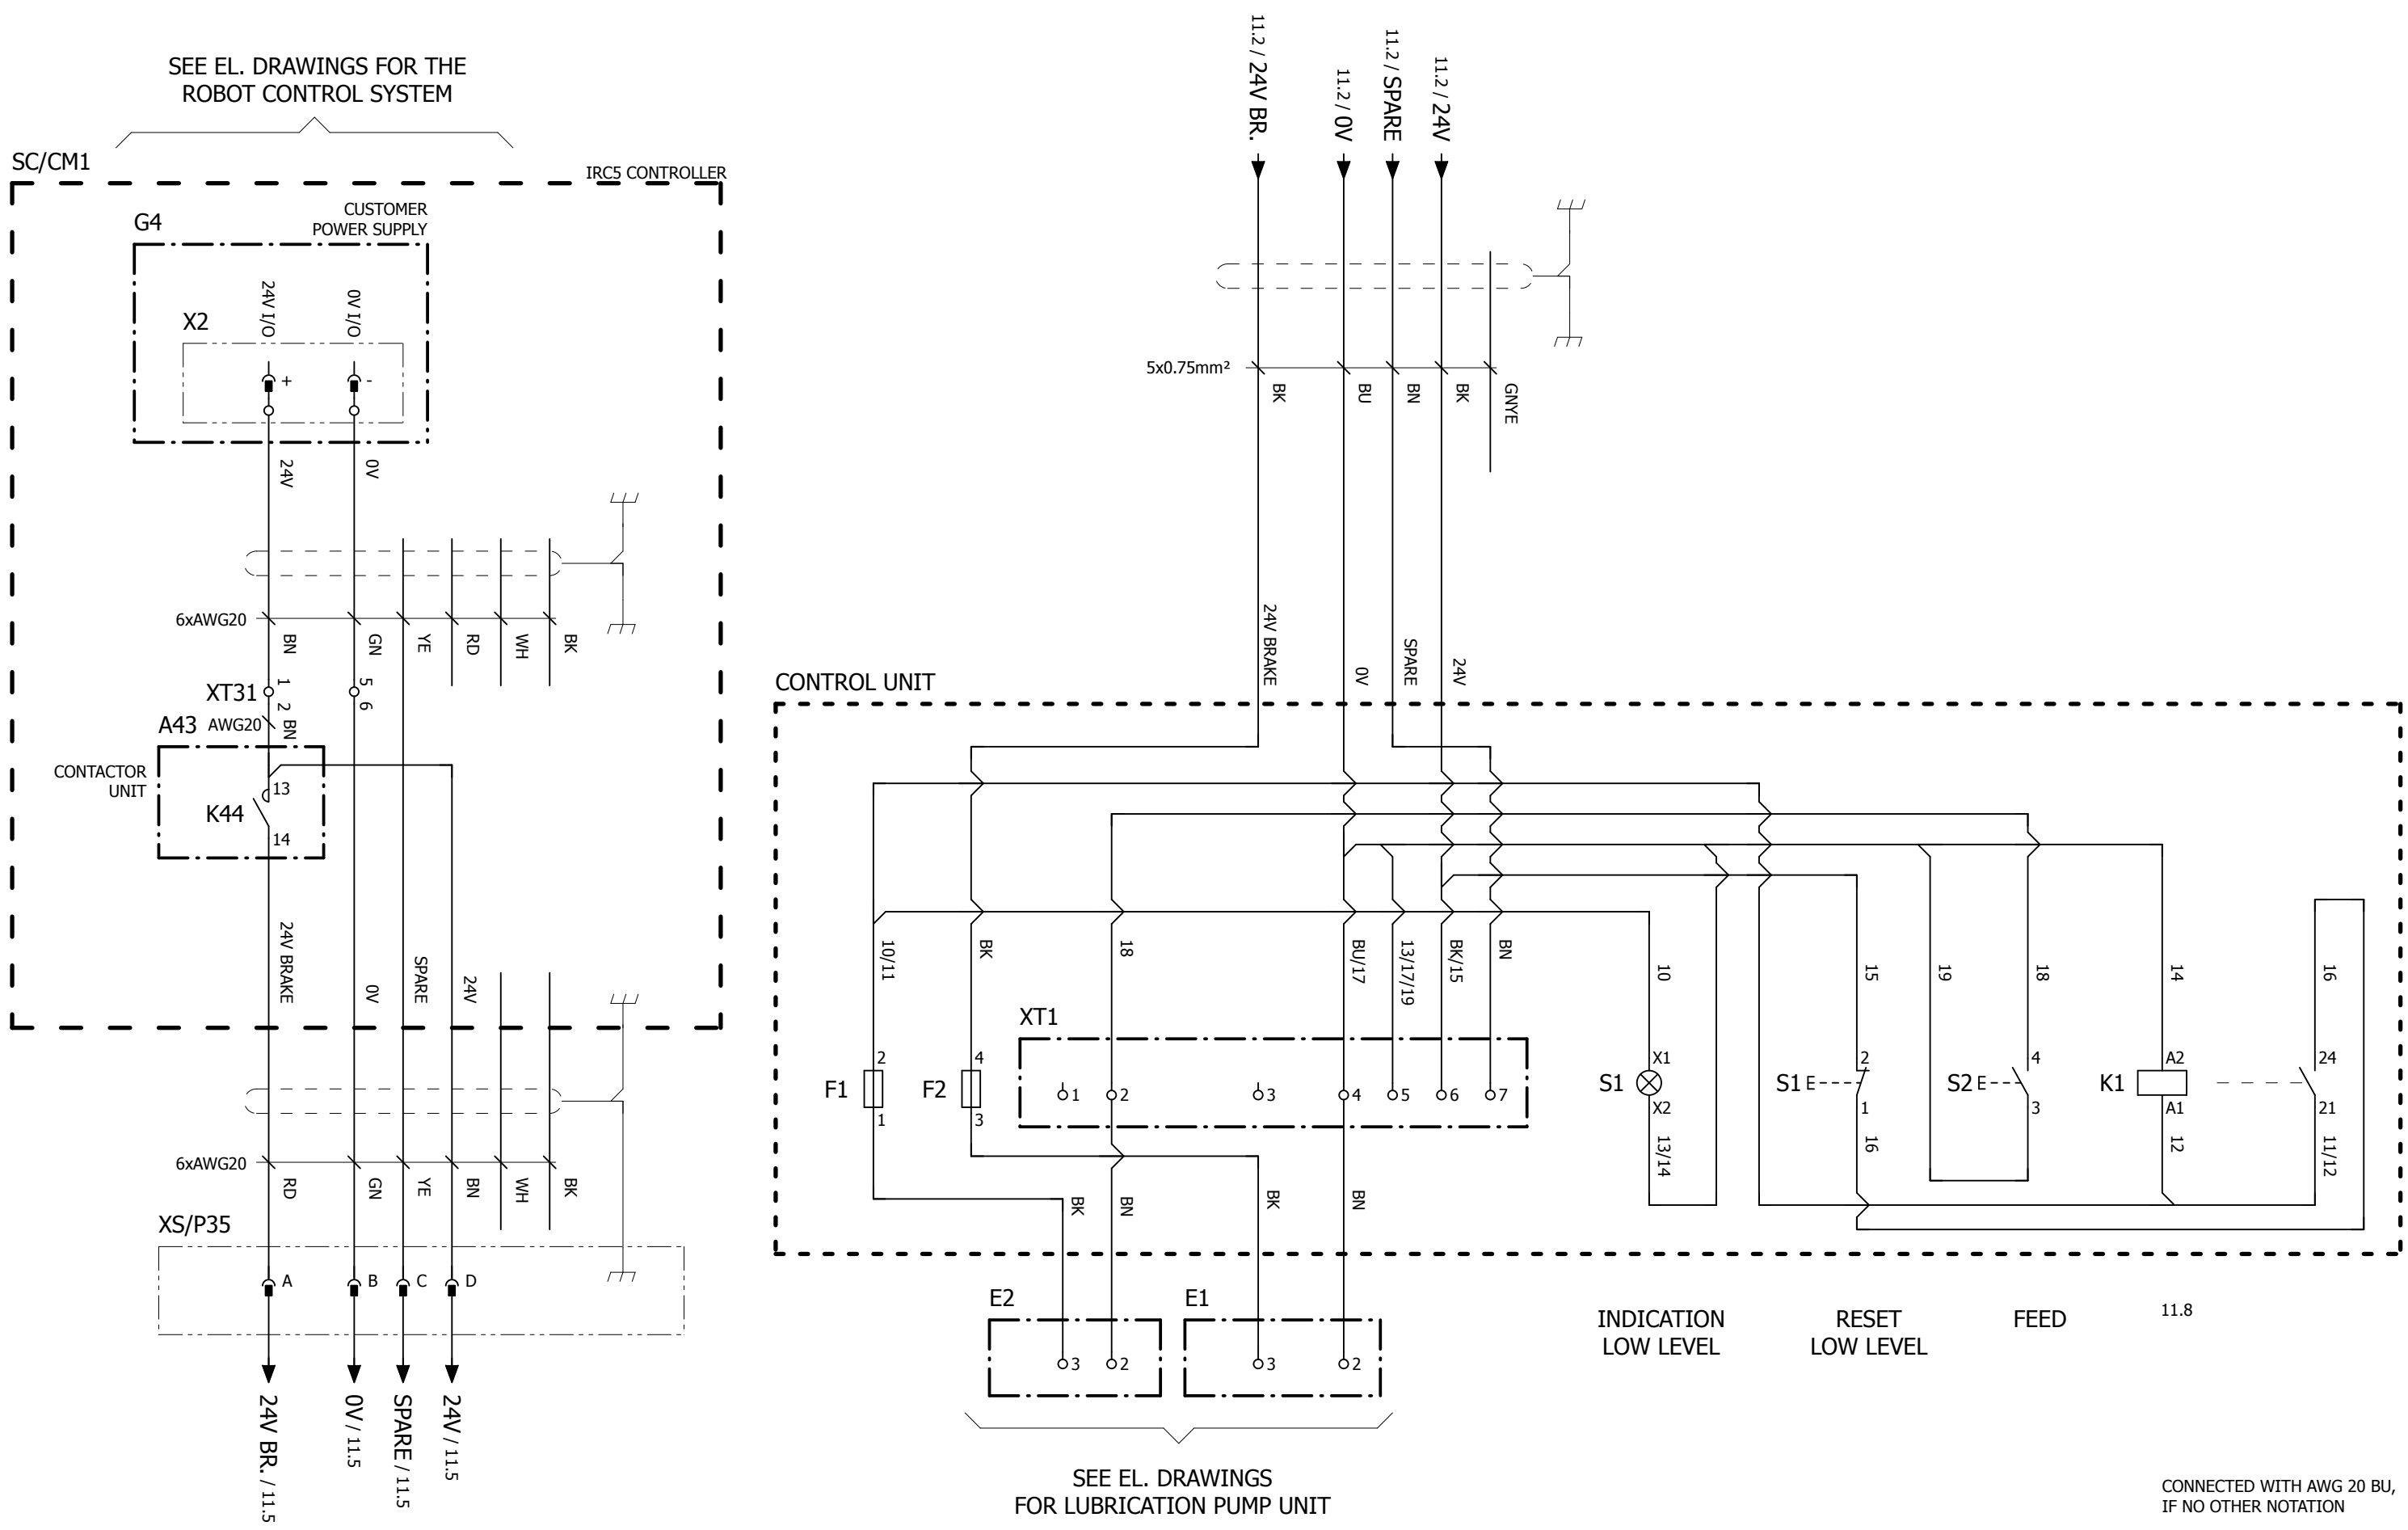 SEE EL. DRAWINGS FOR THE
ROBOT CONTROL SYSTEM
SC/CM1
IRC5 CONTROLLER
G4
CUSTOMER
POWER SUPPLY
X2
24V I/O
0V I/O
+
-
24V
0V
6xAWG20
BN
GN
YE
RD
WH
BK
XT31
1
2
5
6
A43
AWG20
BN
CONTACTOR
UNIT
K44
13
14
24V BRAKE
0V
SPARE
24V
6xAWG20
RD
GN
YE
BN
WH
BK
XS/P35
A
B
C
D
24V BR. / 11.5
0V / 11.5
SPARE / 11.5
24V / 11.5
11.2 / 24V BR.
11.2 / 0V
11.2 / SPARE
11.2 / 24V
5x0.75mm²
BK
BU
BN
BK
GNYE
24V BRAKE
0V
SPARE
24V
CONTROL UNIT
10/11
BK
18
BU/17
13/17/19
BK/15
BN
10
15
19
18
14
16
XT1
F1
2
1
F2
4
3
1
2
3
4
5
6
7
S1
X1
X2
S1
2
1
S2
4
3
K1
A2
A1
24
21
13/14
16
12
11/12
BK
BN
BK
BN
E2
3
2
E1
3
2
INDICATION
LOW LEVEL
RESET
LOW LEVEL
FEED
11.8
SEE EL. DRAWINGS
FOR LUBRICATION PUMP UNIT
CONNECTED WITH AWG 20 BU,
IF NO OTHER NOTATION